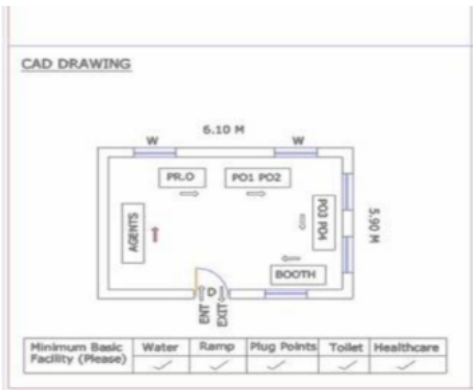 CAD DRAWING
6.10 M
W W
PR.O PO1 PO2
AGENTS
PO3 PO4
5.90 M
BOOTH
D
ENT EXIT
Minimum Basic Facility (Please) Water Ramp Plug Points Toilet Healthcare